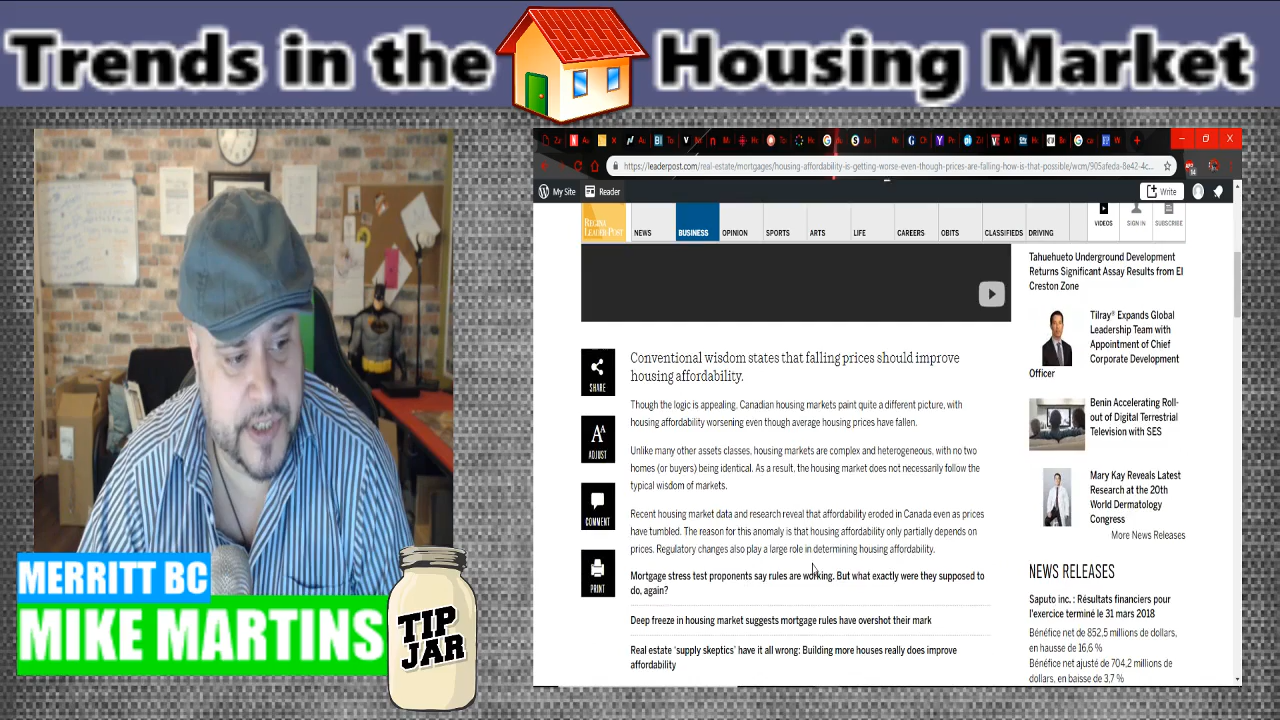 Trends in the Housing Market
https://leaderpost.com/real-estate/mortgages/housing-affordability-is-getting-worse-even-though-prices-are-falling-how-is-that-possible/wcm/905afeda-8e42-4c...
My Site
Reader
Write
REGINA
LEADER-POST
NEWS
BUSINESS
OPINION
SPORTS
ARTS
LIFE
CAREERS
OBITS
CLASSIFIEDS
DRIVING
VIDEOS
SIGN IN
SUBSCRIBE
SHARE
ADJUST
COMMENT
PRINT
Conventional wisdom states that falling prices should improve
housing affordability.
Though the logic is appealing, Canadian housing markets paint quite a different picture, with
housing affordability worsening even though average housing prices have fallen.
Unlike many other assets classes, housing markets are complex and heterogeneous, with no two
homes (or buyers) being identical. As a result, the housing market does not necessarily follow the
typical wisdom of markets.
Recent housing market data and research reveal that affordability eroded in Canada even as prices
have tumbled. The reason for this anomaly is that housing affordability only partially depends on
prices. Regulatory changes also play a large role in determining housing affordability.
Mortgage stress test proponents say rules are working. But what exactly were they supposed to
do, again?
Deep freeze in housing market suggests mortgage rules have overshot their mark
Real estate ‘supply skeptics’ have it all wrong: Building more houses really does improve
affordability
Tahuehueto Underground Development
Returns Significant Assay Results from El
Creston Zone
Tilray® Expands Global
Leadership Team with
Appointment of Chief
Corporate Development
Officer
Benin Accelerating Roll-
out of Digital Terrestrial
Television with SES
Mary Kay Reveals Latest
Research at the 20th
World Dermatology
Congress
More News Releases
NEWS RELEASES
Saputo inc. : Résultats financiers pour
l'exercice terminé le 31 mars 2018
Bénéfice net de 852,5 millions de dollars,
en hausse de 16,6 %
Bénéfice net ajusté de 704,2 millions de
dollars, en baisse de 3,7 %
MERRITT BC
MIKE MARTINS
TIP
JAR